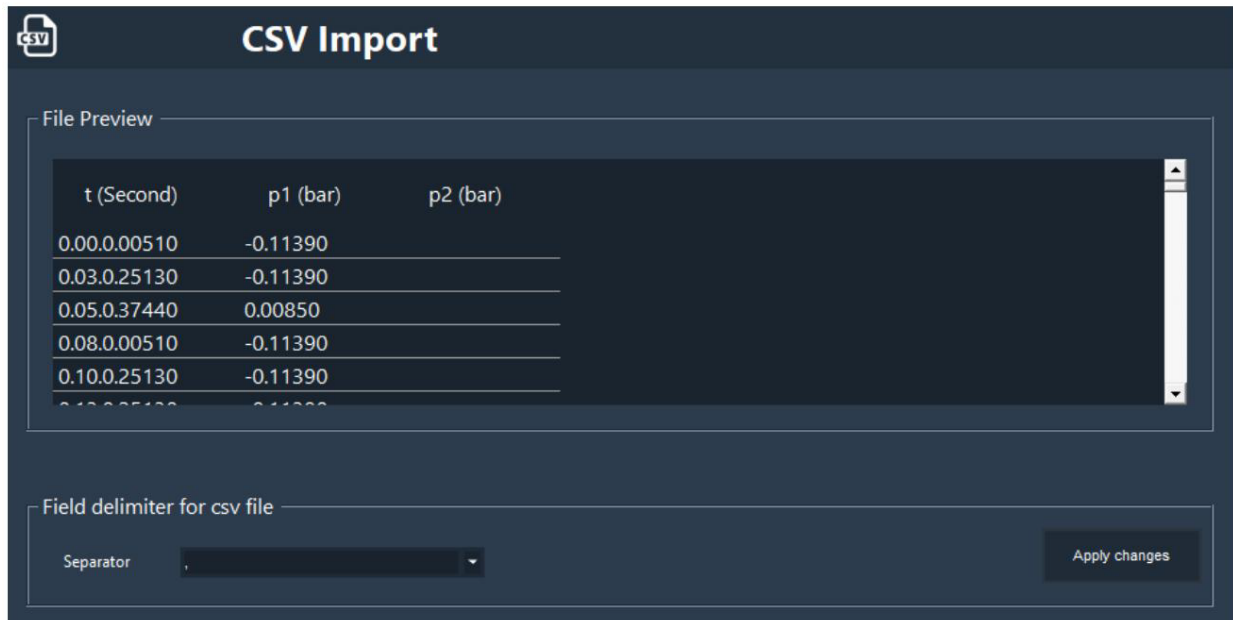 CSV
CSV Import
File Preview
t (Second) p1 (bar) p2 (bar)
0.00.0.00510 -0.11390
0.03.0.25130 -0.11390
0.05.0.37440 0.00850
0.08.0.00510 -0.11390
0.10.0.25130 -0.11390
Field delimiter for csv file
Separator , Apply changes